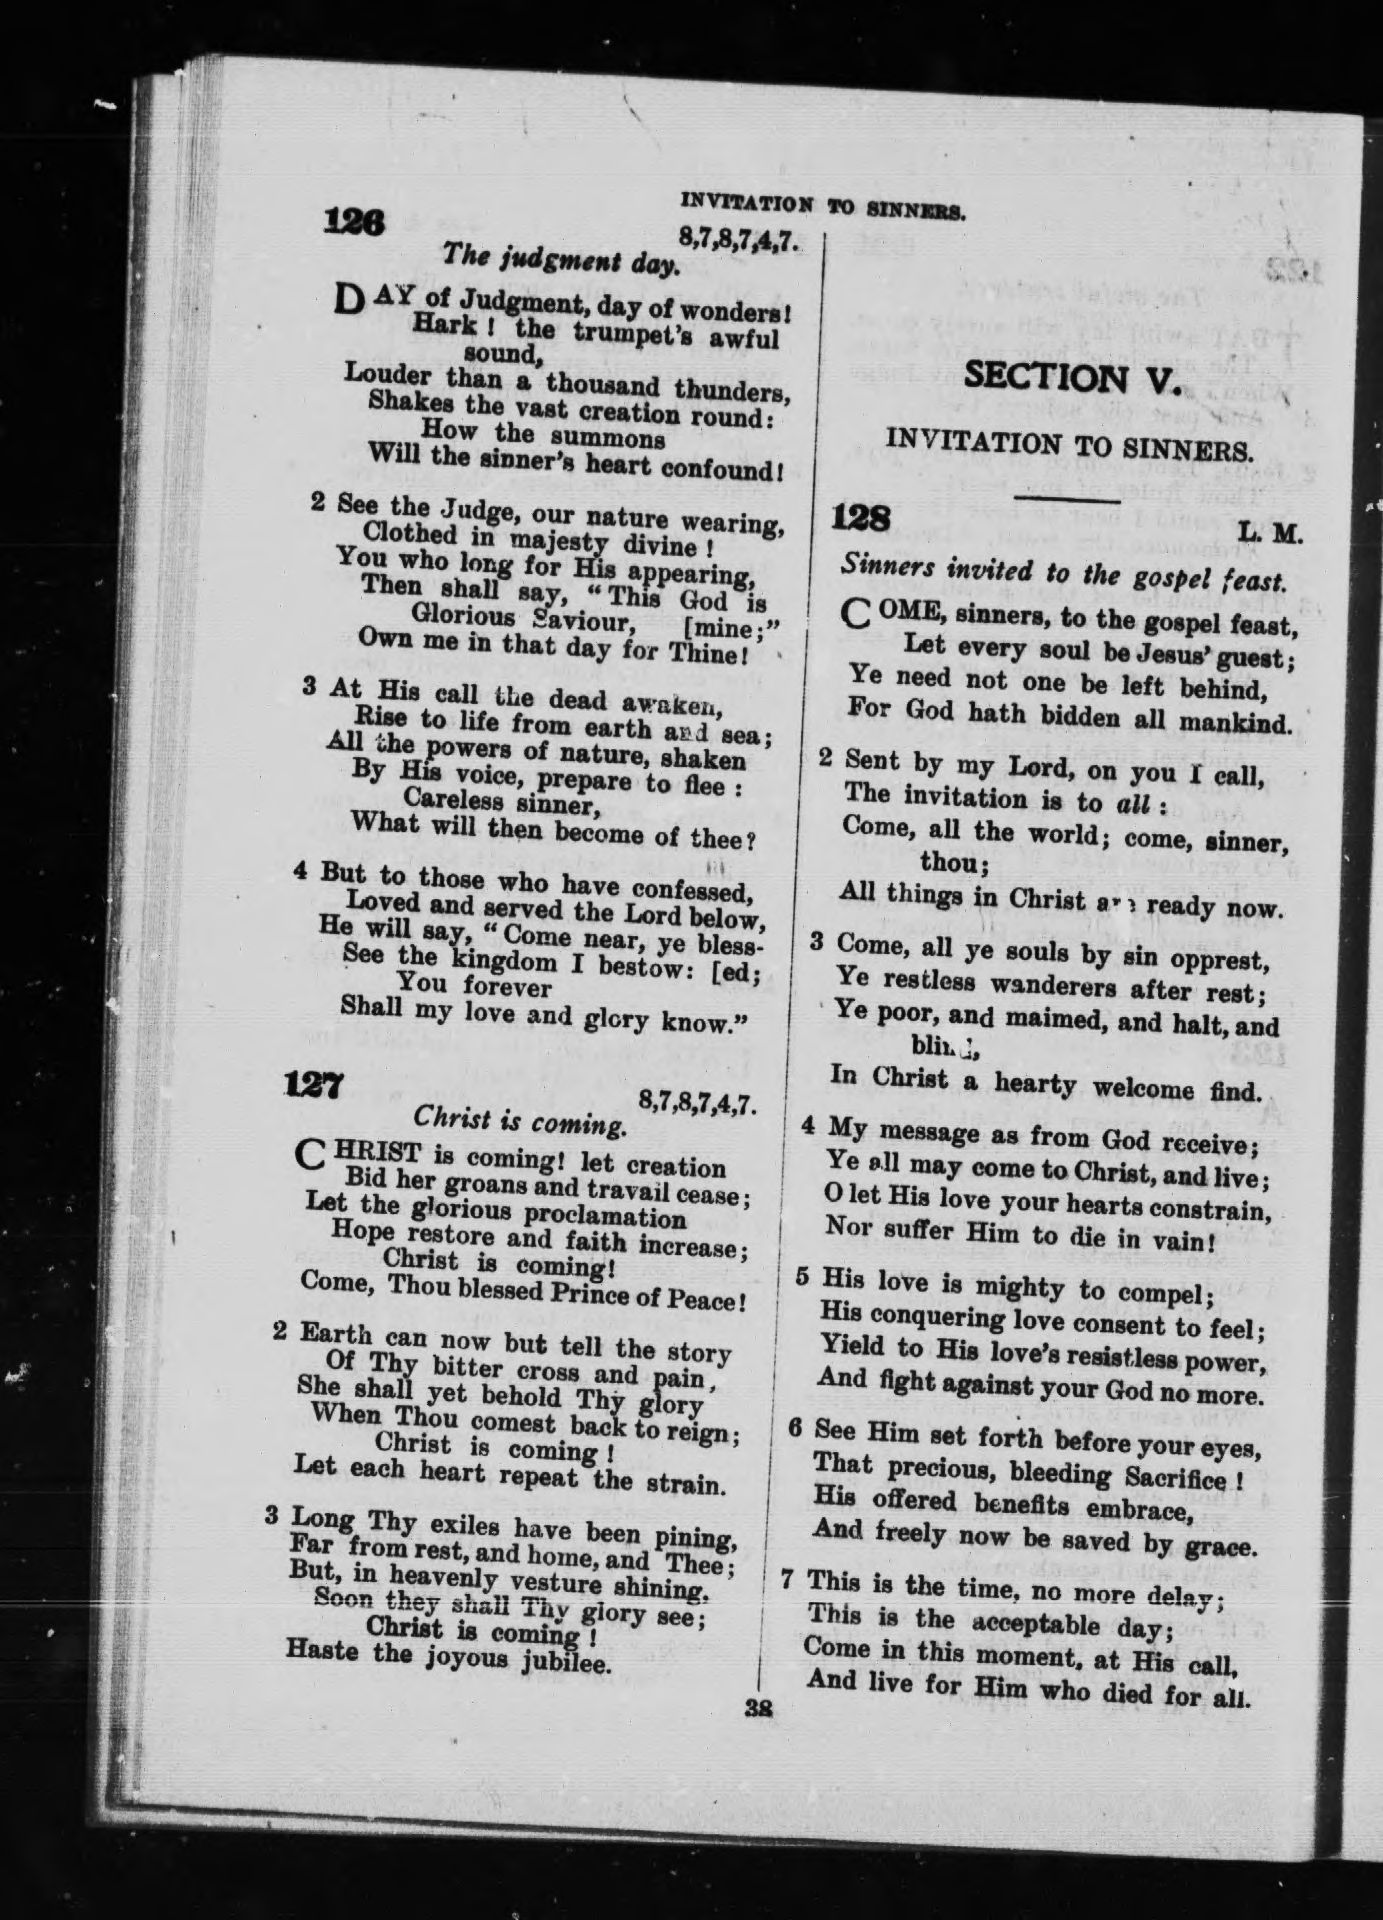 INVITATION TO SINNERS.
126
8,7,8,7,4,7.
The judgment day.
DAY of Judgment, day of wonders!
Hark ! the trumpet's awful
sound,
Louder than a thousand thunders,
Shakes the vast creation round:
How the summons
Will the sinner's heart confound!
2 See the Judge, our nature wearing,
Clothed in majesty divine !
You who long for His appearing,
Then shall say, "This God is
Glorious Saviour, [mine;"
Own me in that day for Thine!
3 At His call the dead awaken,
Rise to life from earth and sea;
All the powers of nature, shaken
By His voice, prepare to flee :
Careless sinner,
What will then become of thee?
4 But to those who have confessed,
Loved and served the Lord below,
He will say, "Come near, ye bless-
See the kingdom I bestow: [ed;
You forever
Shall my love and glory know."
127
8,7,8,7,4,7.
Christ is coming.
CHRIST is coming! let creation
Bid her groans and travail cease;
Let the glorious proclamation
Hope restore and faith increase;
Christ is coming!
Come, Thou blessed Prince of Peace!
2 Earth can now but tell the story
Of Thy bitter cross and pain,
She shall yet behold Thy glory
When Thou comest back to reign;
Christ is coming !
Let each heart repeat the strain.
3 Long Thy exiles have been pining,
Far from rest, and home, and Thee;
But, in heavenly vesture shining,
Soon they shall Thy glory see;
Christ is coming !
Haste the joyous jubilee.
SECTION V.
INVITATION TO SINNERS.
128
L. M.
Sinners invited to the gospel feast.
COME, sinners, to the gospel feast,
Let every soul be Jesus' guest;
Ye need not one be left behind,
For God hath bidden all mankind.
2 Sent by my Lord, on you I call,
The invitation is to all :
Come, all the world; come, sinner,
thou;
All things in Christ are ready now.
3 Come, all ye souls by sin opprest,
Ye restless wanderers after rest;
Ye poor, and maimed, and halt, and
blind,
In Christ a hearty welcome find.
4 My message as from God receive;
Ye all may come to Christ, and live;
O let His love your hearts constrain,
Nor suffer Him to die in vain!
5 His love is mighty to compel;
His conquering love consent to feel;
Yield to His love's resistless power,
And fight against your God no more.
6 See Him set forth before your eyes,
That precious, bleeding Sacrifice !
His offered benefits embrace,
And freely now be saved by grace.
7 This is the time, no more delay;
This is the acceptable day;
Come in this moment, at His call,
And live for Him who died for all.
38